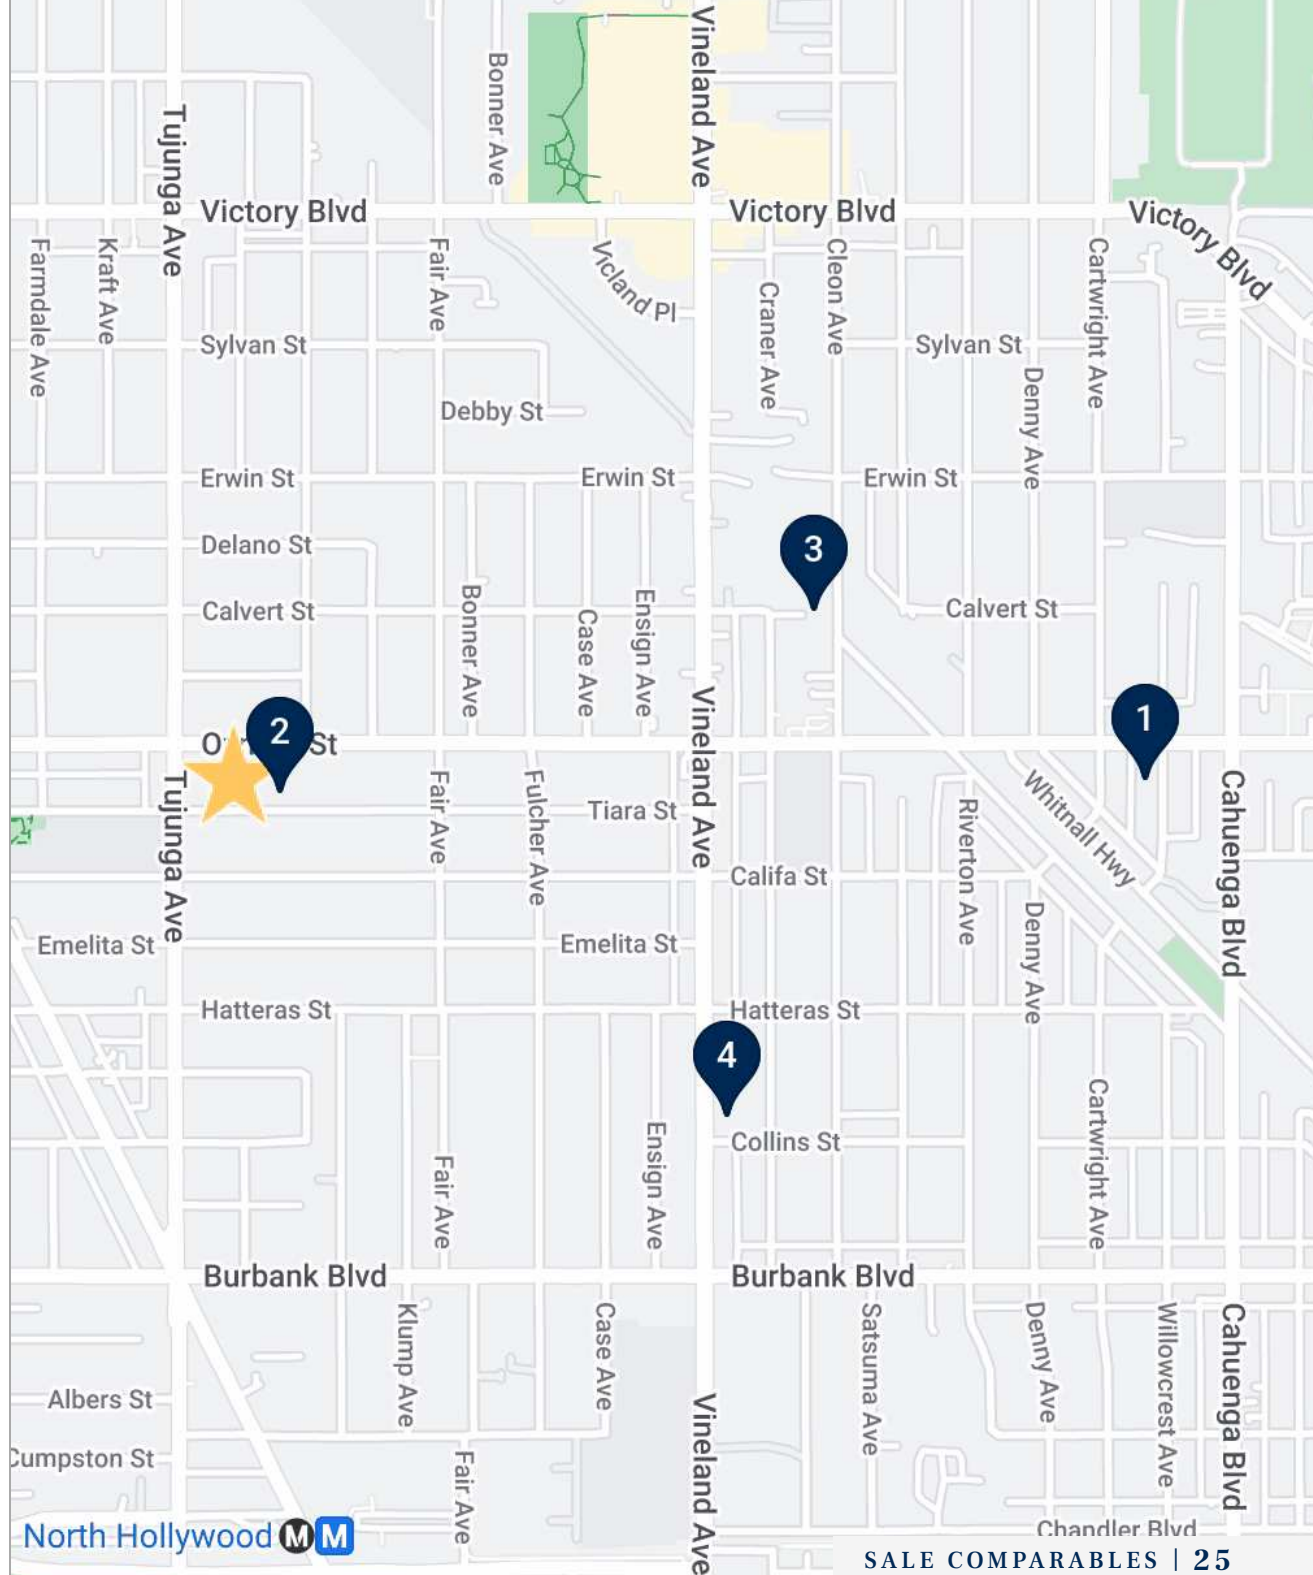 Vineland Ave
Bonner Ave
Tujunga Ave
Victory Blvd
Victory Blvd
Victory Blvd
Farmdale Ave
Kraft Ave
Fair Ave
Vicland Pl
Craner Ave
Cleon Ave
Cartwright Ave
Sylvan St
Sylvan St
Debby St
Denny Ave
Erwin St
Erwin St
Erwin St
Delano St
3
Calvert St
Bonner Ave
Case Ave
Ensign Ave
Calvert St
Vineland Ave
1
2
St
Tujunga Ave
Fair Ave
Fulcher Ave
Tiara St
Riverton Ave
Whitnall Hwy
Cahuenga Blvd
Califa St
Denny Ave
Emelita St
Emelita St
Hatteras St
Hatteras St
4
Cartwright Ave
Ensign Ave
Collins St
Fair Ave
Burbank Blvd
Burbank Blvd
Klump Ave
Case Ave
Satsuma Ave
Denny Ave
Willowcrest Ave
Cahuenga Blvd
Albers St
Vineland Ave
Cumpston St
Fair Ave
North Hollywood M M
Chandler Blvd
SALE COMPARABLES | 25